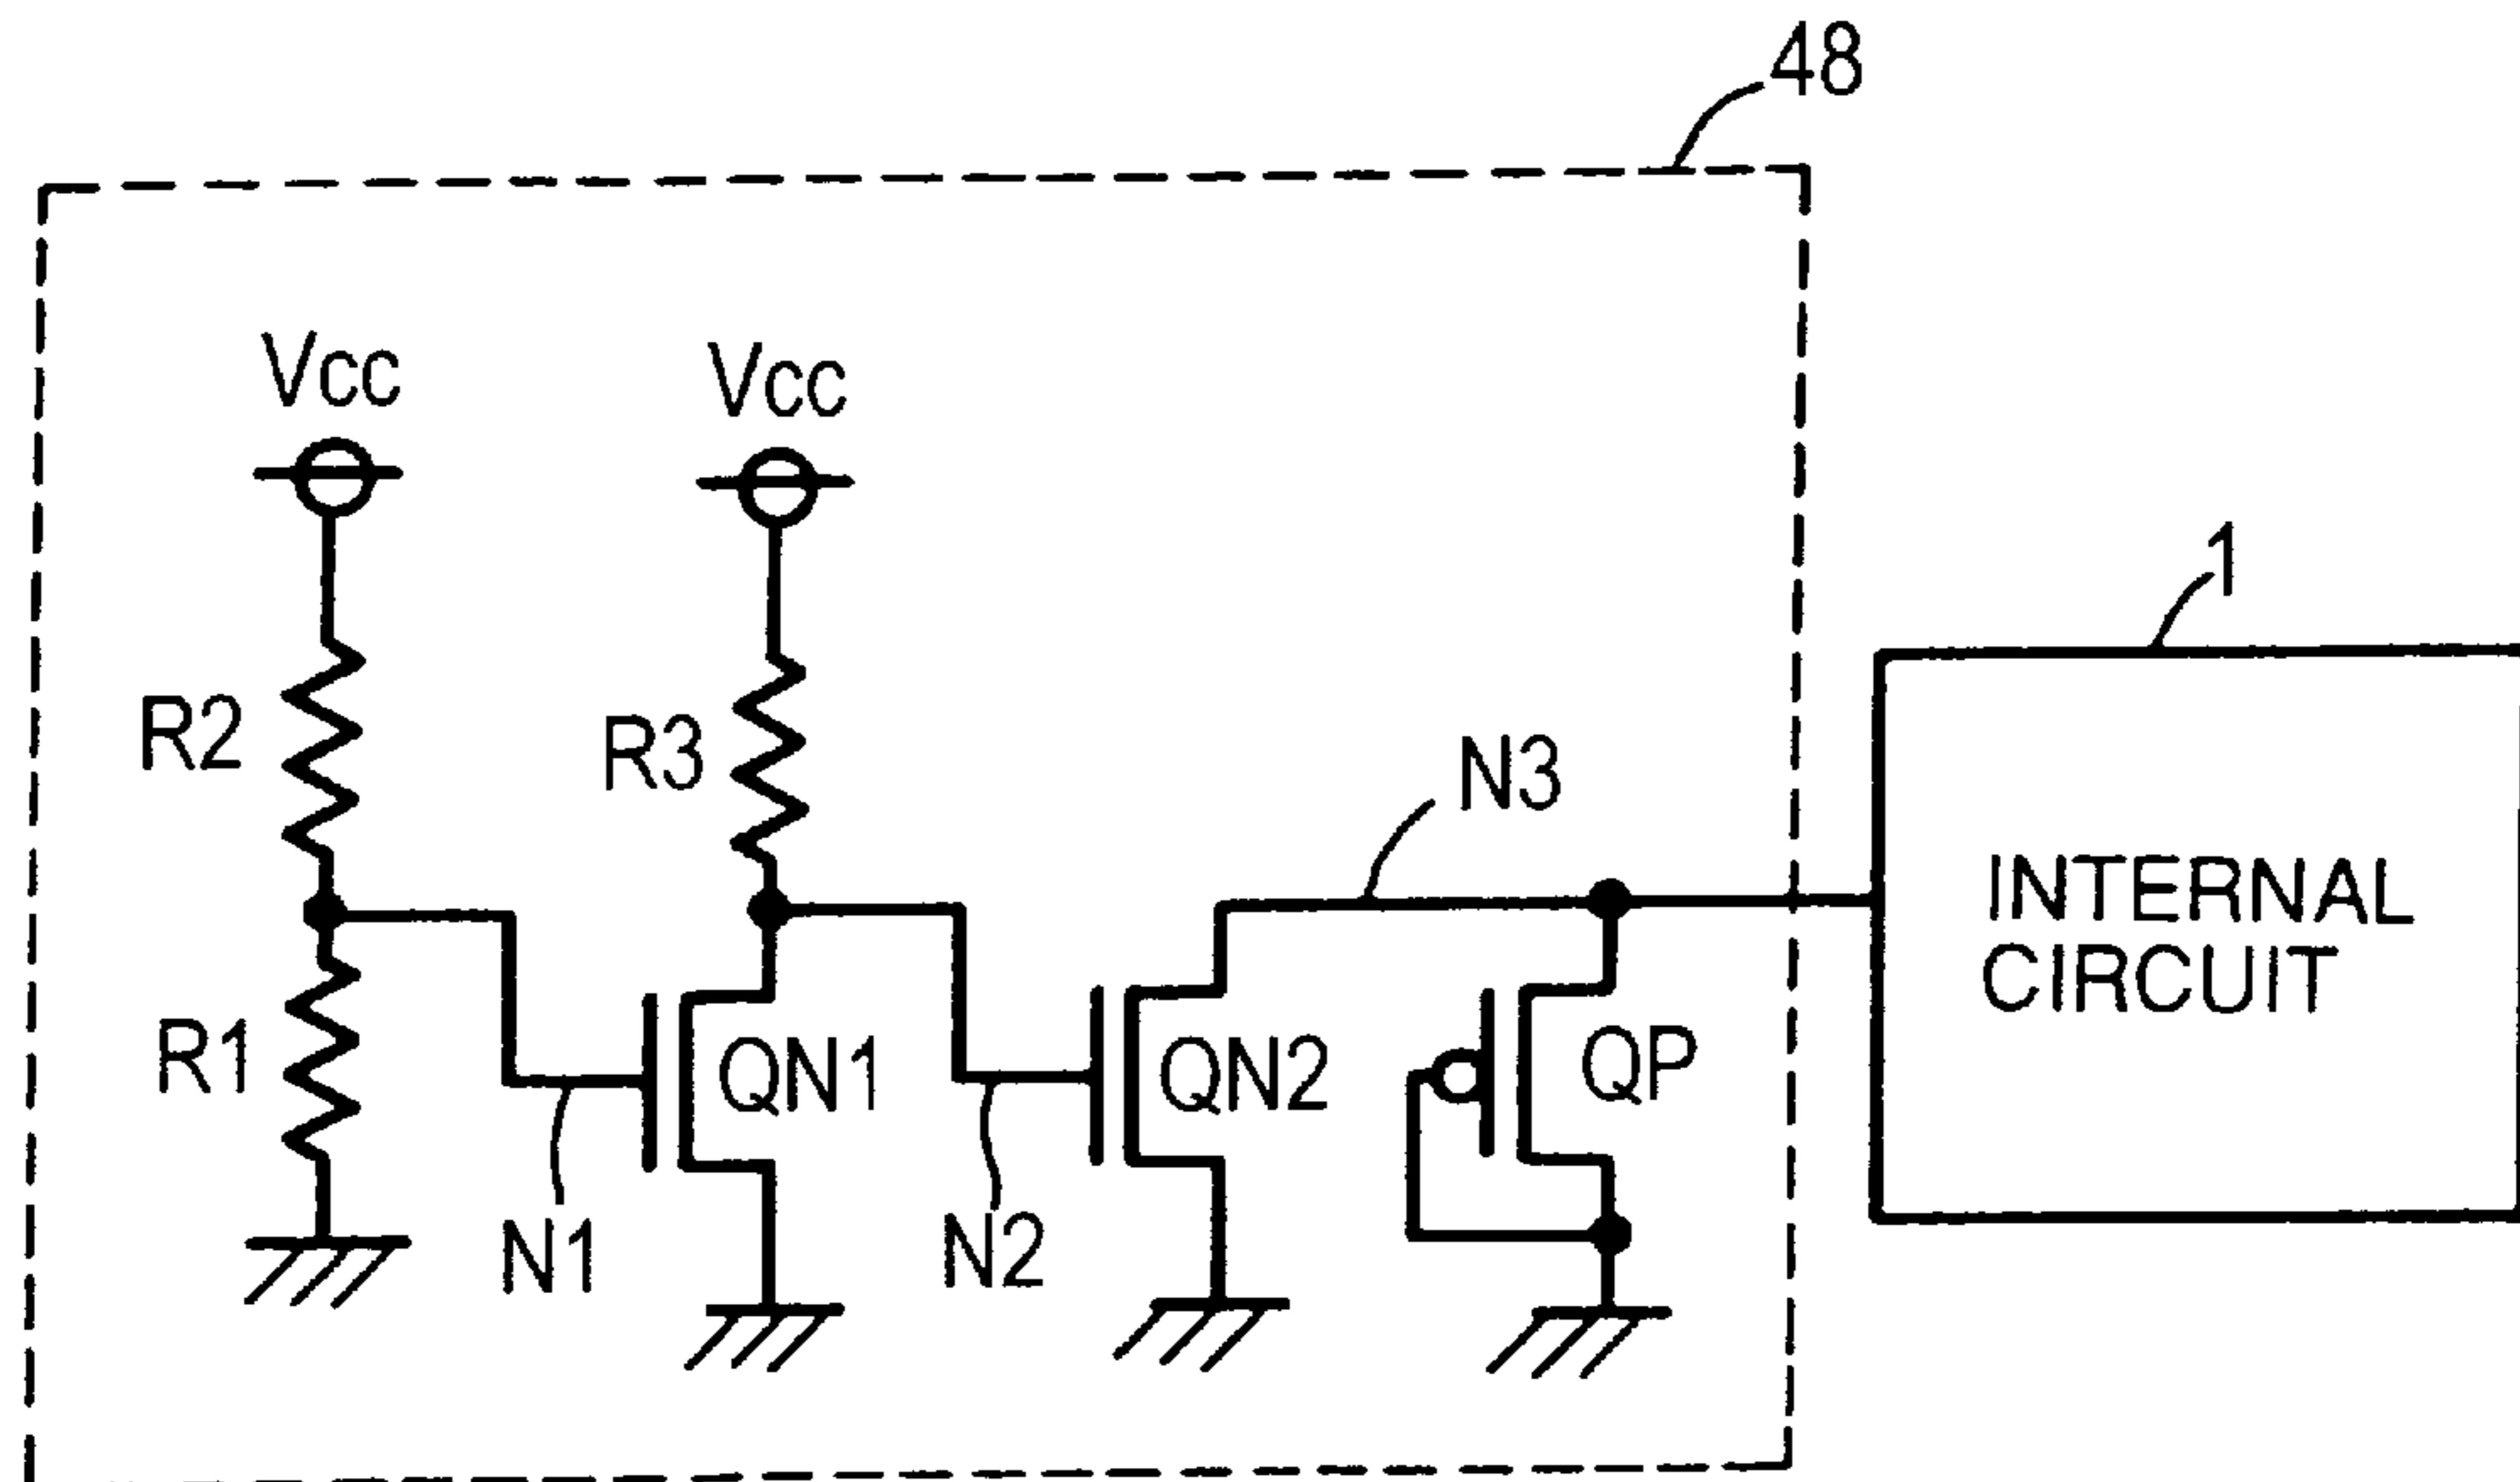 48
Vcc
Vcc
1
R2
R3
N3
INTERNAL
CIRCUIT
R1
QN1
QN2
QP
N1
N2